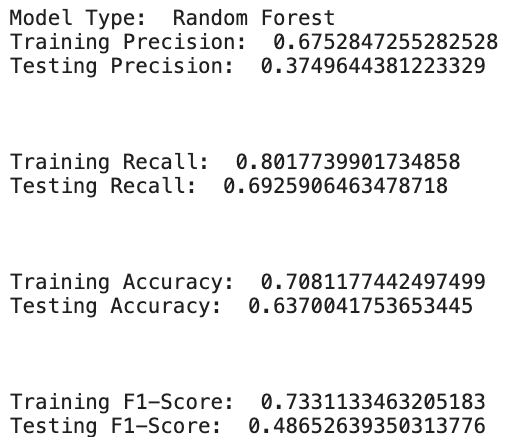 Model Type:  Random Forest
Training Precision:  0.6752847255282528
Testing Precision:  0.3749644381223329
Training Recall:  0.8017739901734858
Testing Recall:  0.6925906463478718
Training Accuracy:  0.7081177442497499
Testing Accuracy:  0.6370041753653445
Training F1-Score:  0.7331133463205183
Testing F1-Score:  0.48652639350313776